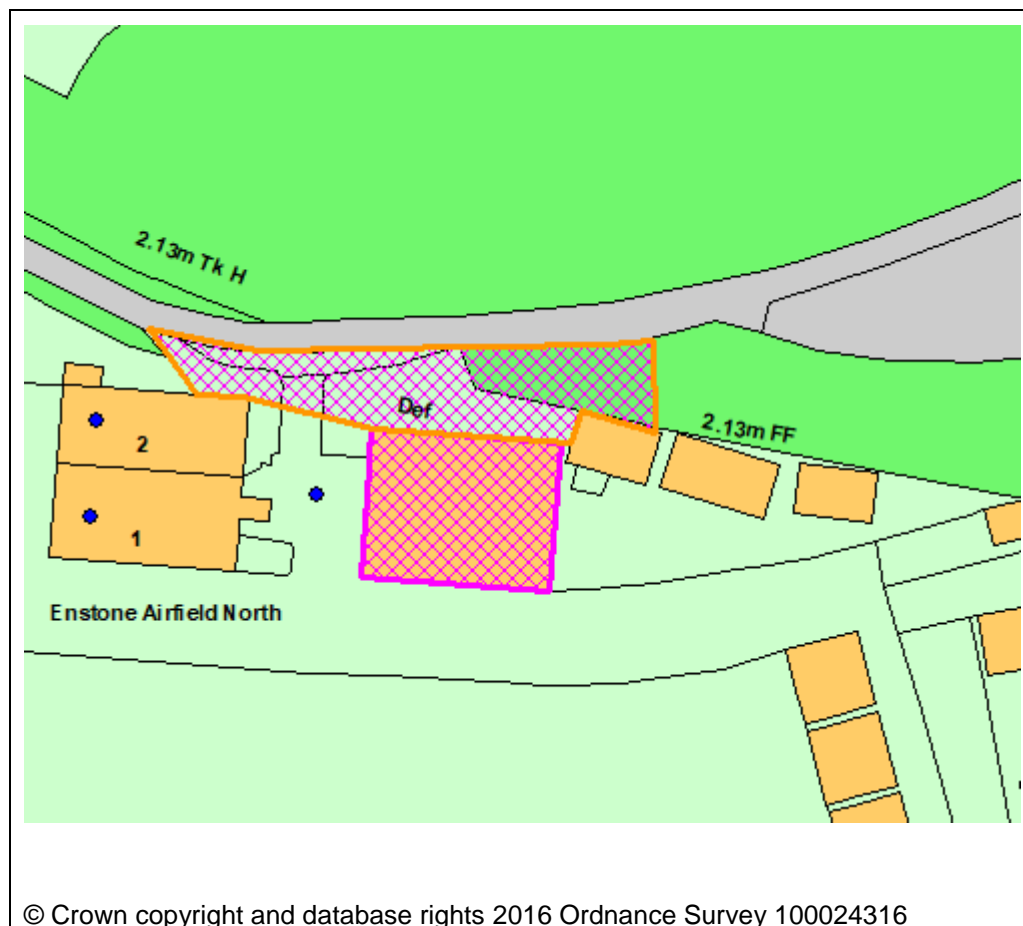 2.13m Tk H
Def
2.13m FF
2
1
Enstone Airfield North
© Crown copyright and database rights 2016 Ordnance Survey 100024316